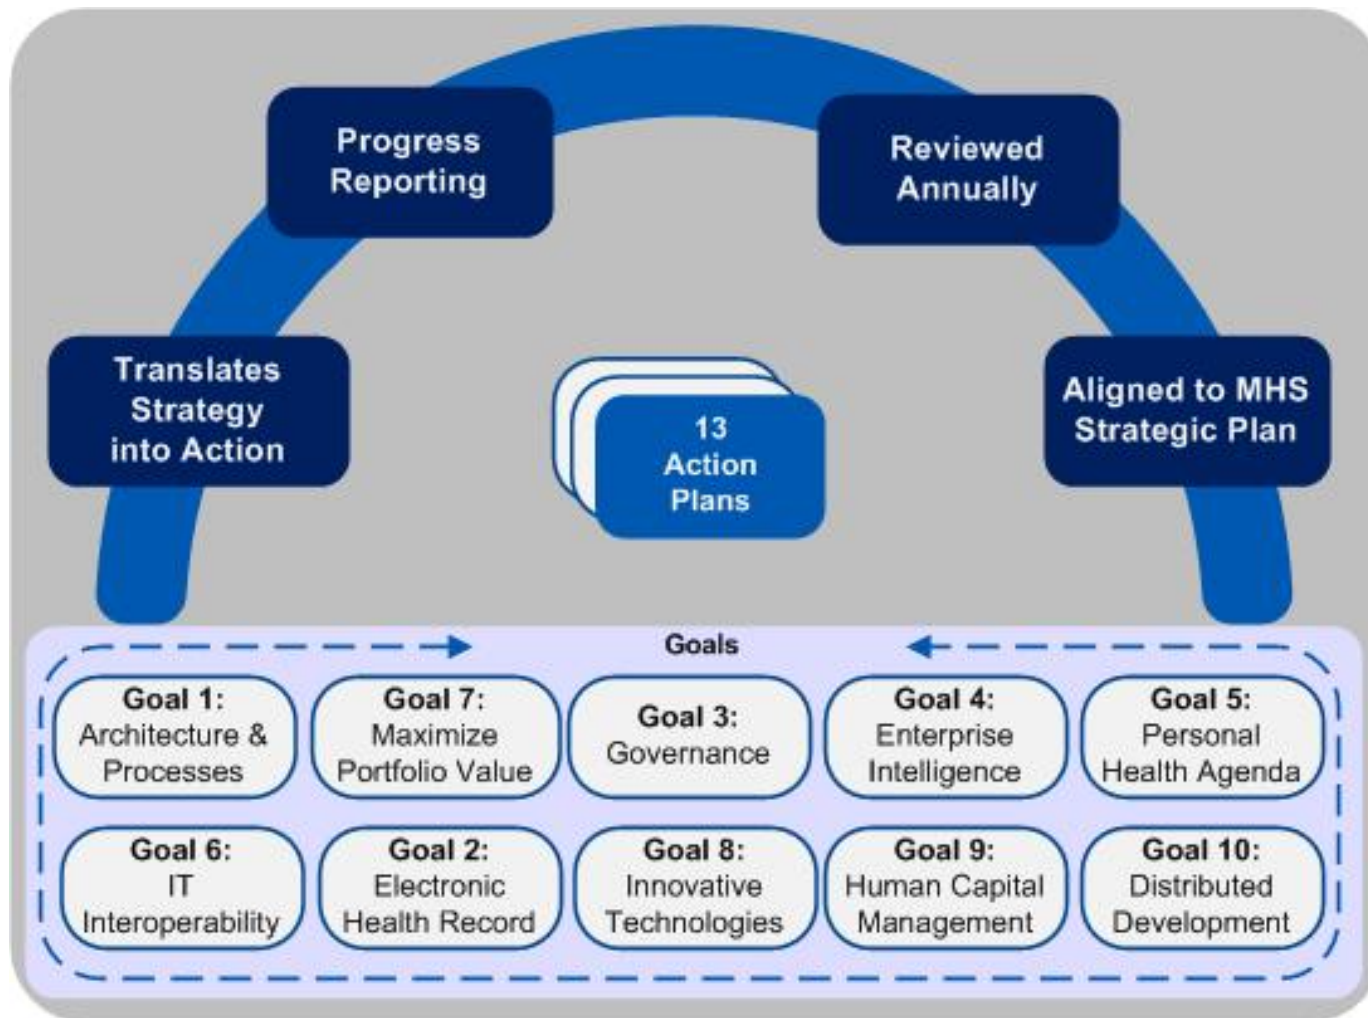 Progress
Reporting
Reviewed
Annually
Translates
Strategy
into Action
13
Action
Plans
Aligned to MHS
Strategic Plan
Goals
Goal 1:
Architecture &
Processes
Goal 7:
Maximize
Portfolio Value
Goal 3:
Governance
Goal 4:
Enterprise
Intelligence
Goal 5:
Personal
Health Agenda
Goal 6:
IT
Interoperability
Goal 2:
Electronic
Health Record
Goal 8:
Innovative
Technologies
Goal 9:
Human Capital
Management
Goal 10:
Distributed
Development